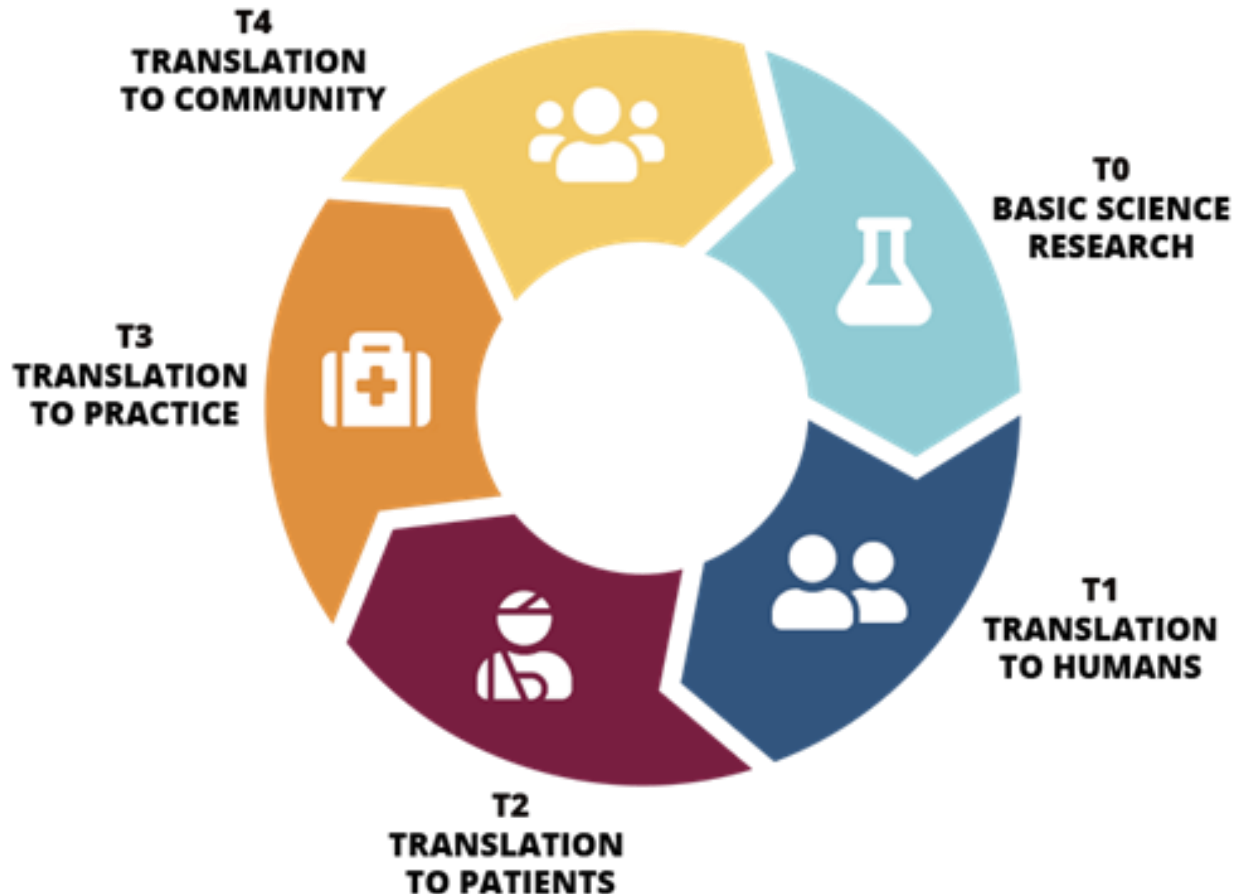 T4
TRANSLATION
TO COMMUNITY
T0
BASIC SCIENCE
RESEARCH
T3
TRANSLATION
TO PRACTICE
T1
TRANSLATION
TO HUMANS
T2
TRANSLATION
TO PATIENTS